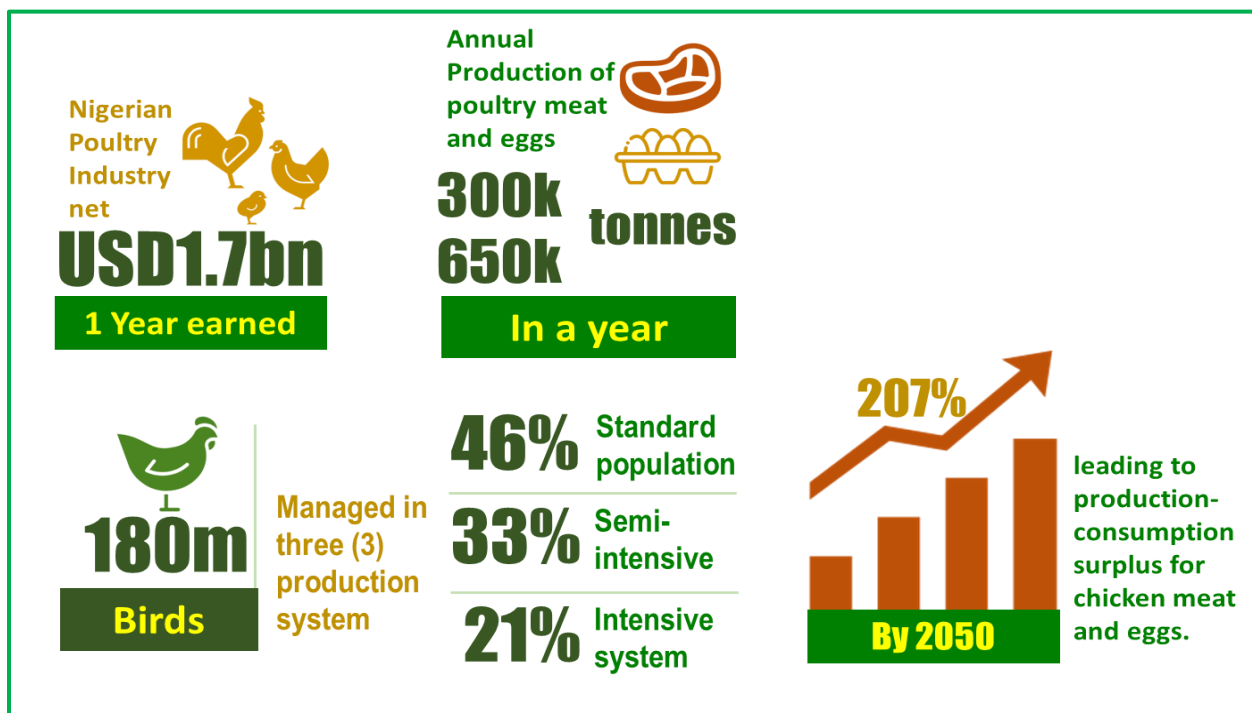 Nigerian
Poultry
Industry
net
USD1.7bn
1 Year earned
Annual
Production of
poultry meat
and eggs
300k
650k
tonnes
In a year
180m
Birds
Managed in
three (3)
production
system
46%
Standard
population
33%
Semi-
intensive
21%
Intensive
system
207%
By 2050
leading to
production-
consumption
surplus for
chicken meat
and eggs.